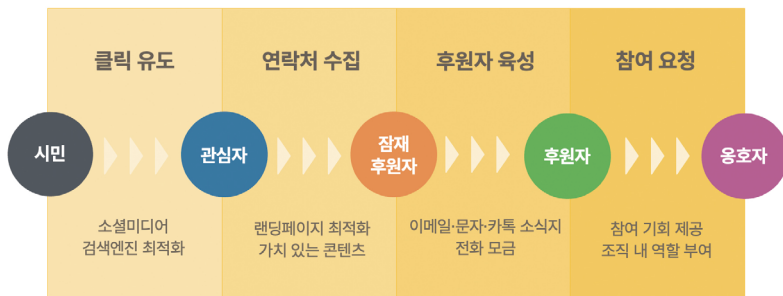 클릭 유도
연락처 수집
후원자 육성
참여 요청
시민
관심자
잠재
후원자
후원자
옹호자
소셜미디어
검색엔진 최적화
랜딩페이지 최적화
가치 있는 콘텐츠
이메일·문자·카톡 소식지
전화 모금
참여 기회 제공
조직 내 역할 부여